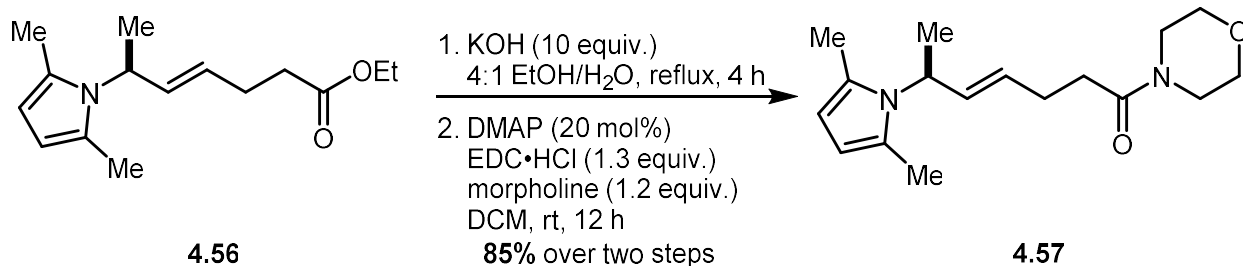 Me
Me
N
OEt
O
Me
4.56
1. KOH (10 equiv.)
4:1 EtOH/H₂O, reflux, 4 h
2. DMAP (20 mol%)
EDC•HCl (1.3 equiv.)
morpholine (1.2 equiv.)
DCM, rt, 12 h
85% over two steps
Me
Me
N
N
O
O
Me
4.57